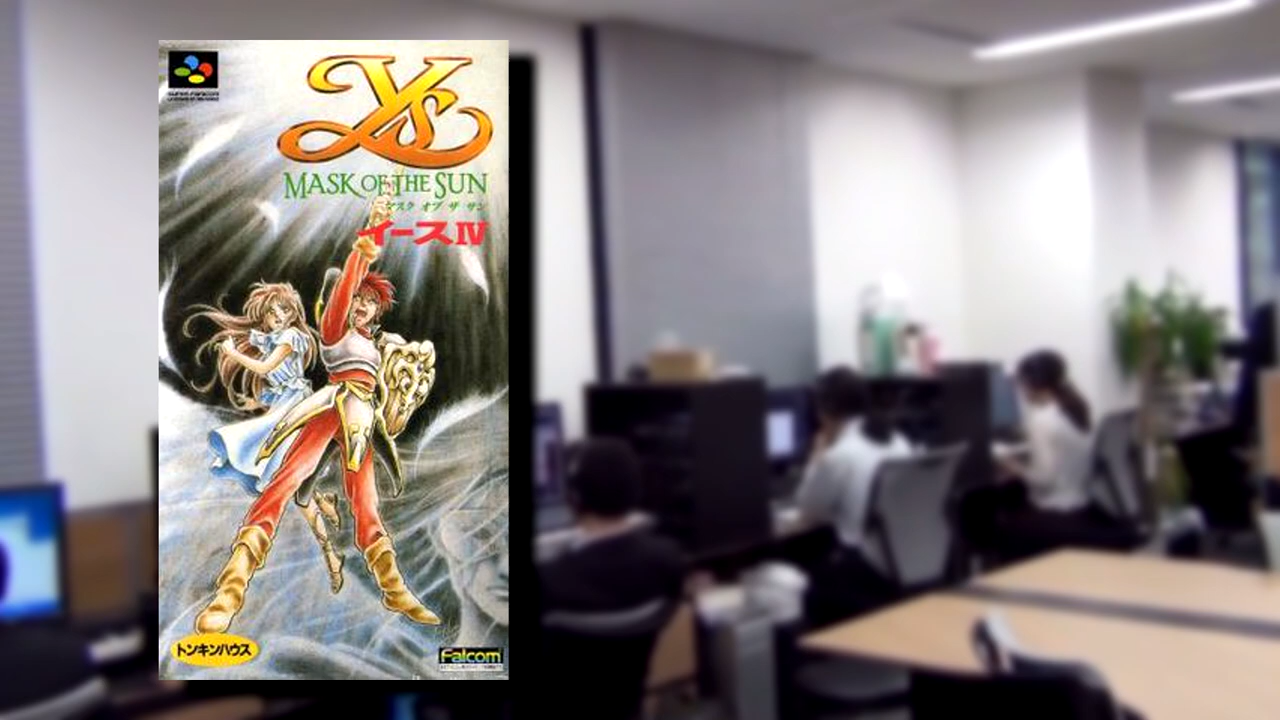 Ys
MASK OF THE SUN
マスク オブ ザ サン
イースIV
トンキンハウス
Falcom